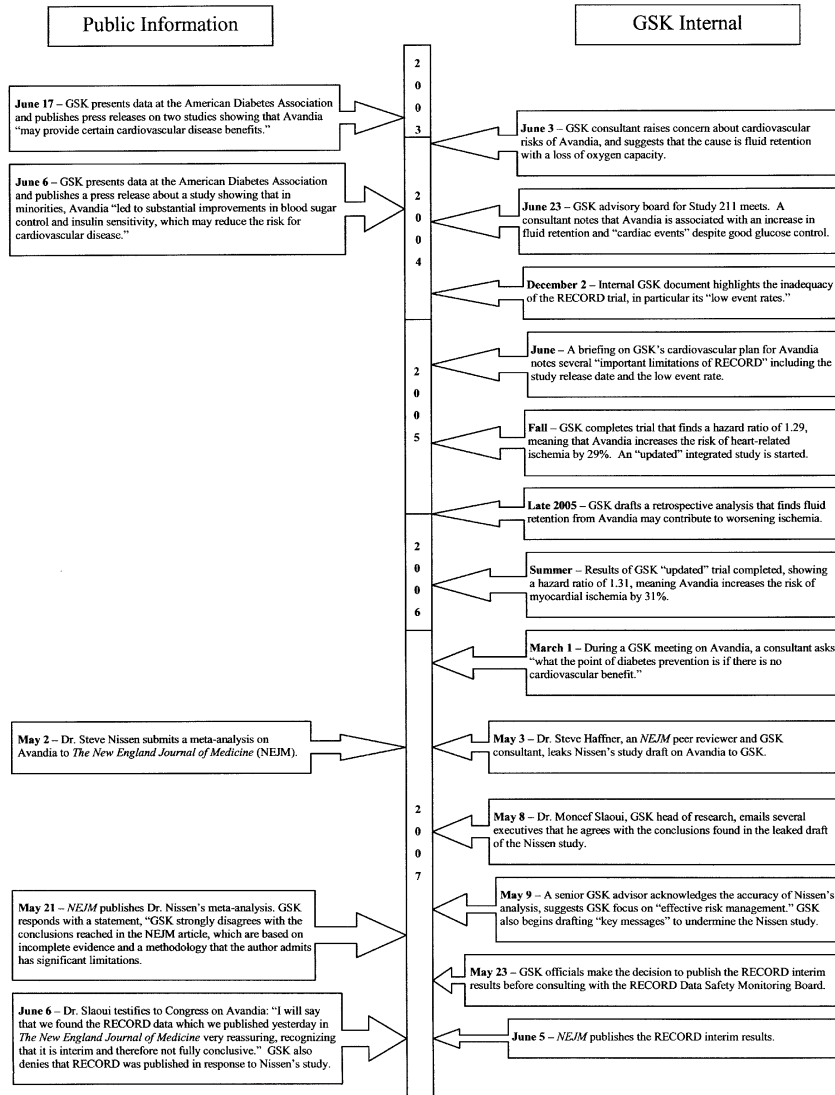 Public Information
GSK Internal
2
0
0
3
June 17 – GSK presents data at the American Diabetes Association
and publishes press releases on two studies showing that Avandia
“may provide certain cardiovascular disease benefits.”
June 3 – GSK consultant raises concern about cardiovascular
risks of Avandia, and suggests that the cause is fluid retention
with a loss of oxygen capacity.
June 6 – GSK presents data at the American Diabetes Association
and publishes a press release about a study showing that in
minorities, Avandia “led to substantial improvements in blood sugar
control and insulin sensitivity, which may reduce the risk for
cardiovascular disease.”
2
0
0
4
June 23 – GSK advisory board for Study 211 meets. A
consultant notes that Avandia is associated with an increase in
fluid retention and “cardiac events” despite good glucose control.
December 2 – Internal GSK document highlights the inadequacy
of the RECORD trial, in particular its “low event rates.”
2
0
0
5
June – A briefing on GSK’s cardiovascular plan for Avandia
notes several “important limitations of RECORD” including the
study release date and the low event rate.
Fall – GSK completes trial that finds a hazard ratio of 1.29,
meaning that Avandia increases the risk of heart-related
ischemia by 29%. An “updated” integrated study is started.
Late 2005 – GSK drafts a retrospective analysis that finds fluid
retention from Avandia may contribute to worsening ischemia.
2
0
0
6
Summer – Results of GSK “updated” trial completed, showing
a hazard ratio of 1.31, meaning Avandia increases the risk of
myocardial ischemia by 31%.
March 1 – During a GSK meeting on Avandia, a consultant asks
“what the point of diabetes prevention is if there is no
cardiovascular benefit.”
May 2 – Dr. Steve Nissen submits a meta-analysis on
Avandia to The New England Journal of Medicine (NEJM).
May 3 – Dr. Steve Haffner, an NEJM peer reviewer and GSK
consultant, leaks Nissen’s study draft on Avandia to GSK.
2
0
0
7
May 8 – Dr. Moncef Slaoui, GSK head of research, emails several
executives that he agrees with the conclusions found in the leaked draft
of the Nissen study.
May 9 – A senior GSK advisor acknowledges the accuracy of Nissen’s
analysis, suggests GSK focus on “effective risk management.” GSK
also begins drafting “key messages” to undermine the Nissen study.
May 21 – NEJM publishes Dr. Nissen’s meta-analysis. GSK
responds with a statement, “GSK strongly disagrees with the
conclusions reached in the NEJM article, which are based on
incomplete evidence and a methodology that the author admits
has significant limitations.
May 23 – GSK officials make the decision to publish the RECORD interim
results before consulting with the RECORD Data Safety Monitoring Board.
June 6 – Dr. Slaoui testifies to Congress on Avandia: “I will say
that we found the RECORD data which we published yesterday in
The New England Journal of Medicine very reassuring, recognizing
that it is interim and therefore not fully conclusive.” GSK also
denies that RECORD was published in response to Nissen’s study.
June 5 – NEJM publishes the RECORD interim results.